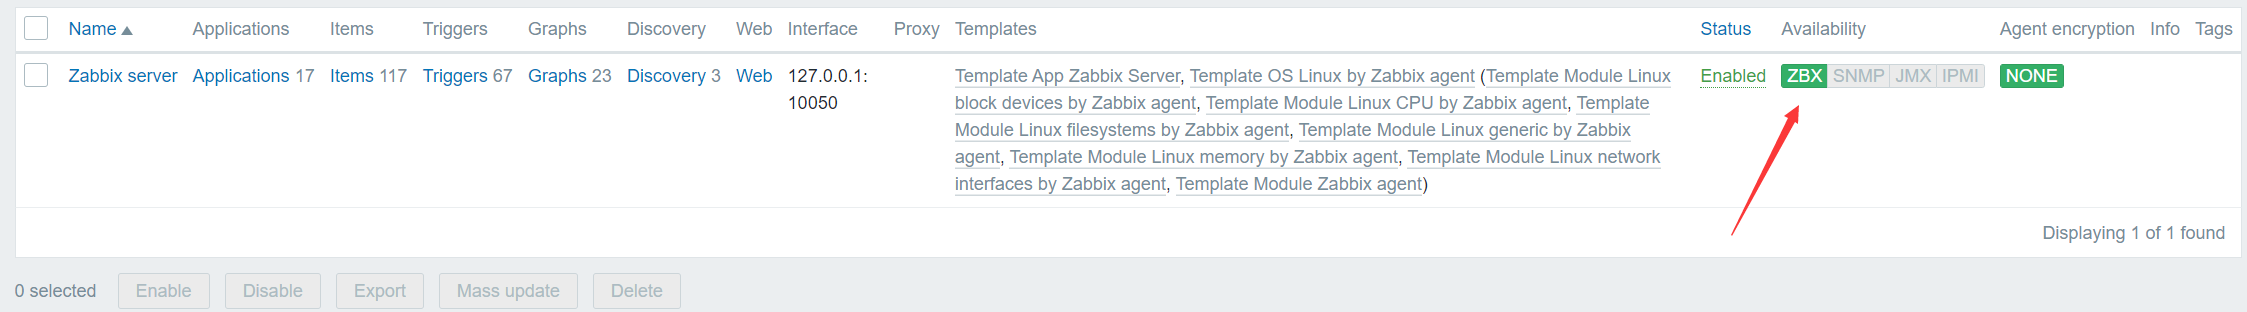 Name Applications Items Triggers Graphs Discovery Web Interface Proxy Templates Status Availability Agent encryption Info Tags
Zabbix server Applications 17 Items 117 Triggers 67 Graphs 23 Discovery 3 Web 127.0.0.1: Template App Zabbix Server, Template OS Linux by Zabbix agent (Template Module Linux Enabled ZBX SNMP JMX IPMI NONE
10050 block devices by Zabbix agent, Template Module Linux CPU by Zabbix agent, Template
Module Linux filesystems by Zabbix agent, Template Module Linux generic by Zabbix
agent, Template Module Linux memory by Zabbix agent, Template Module Linux network
interfaces by Zabbix agent, Template Module Zabbix agent)
Displaying 1 of 1 found
0 selected Enable Disable Export Mass update Delete